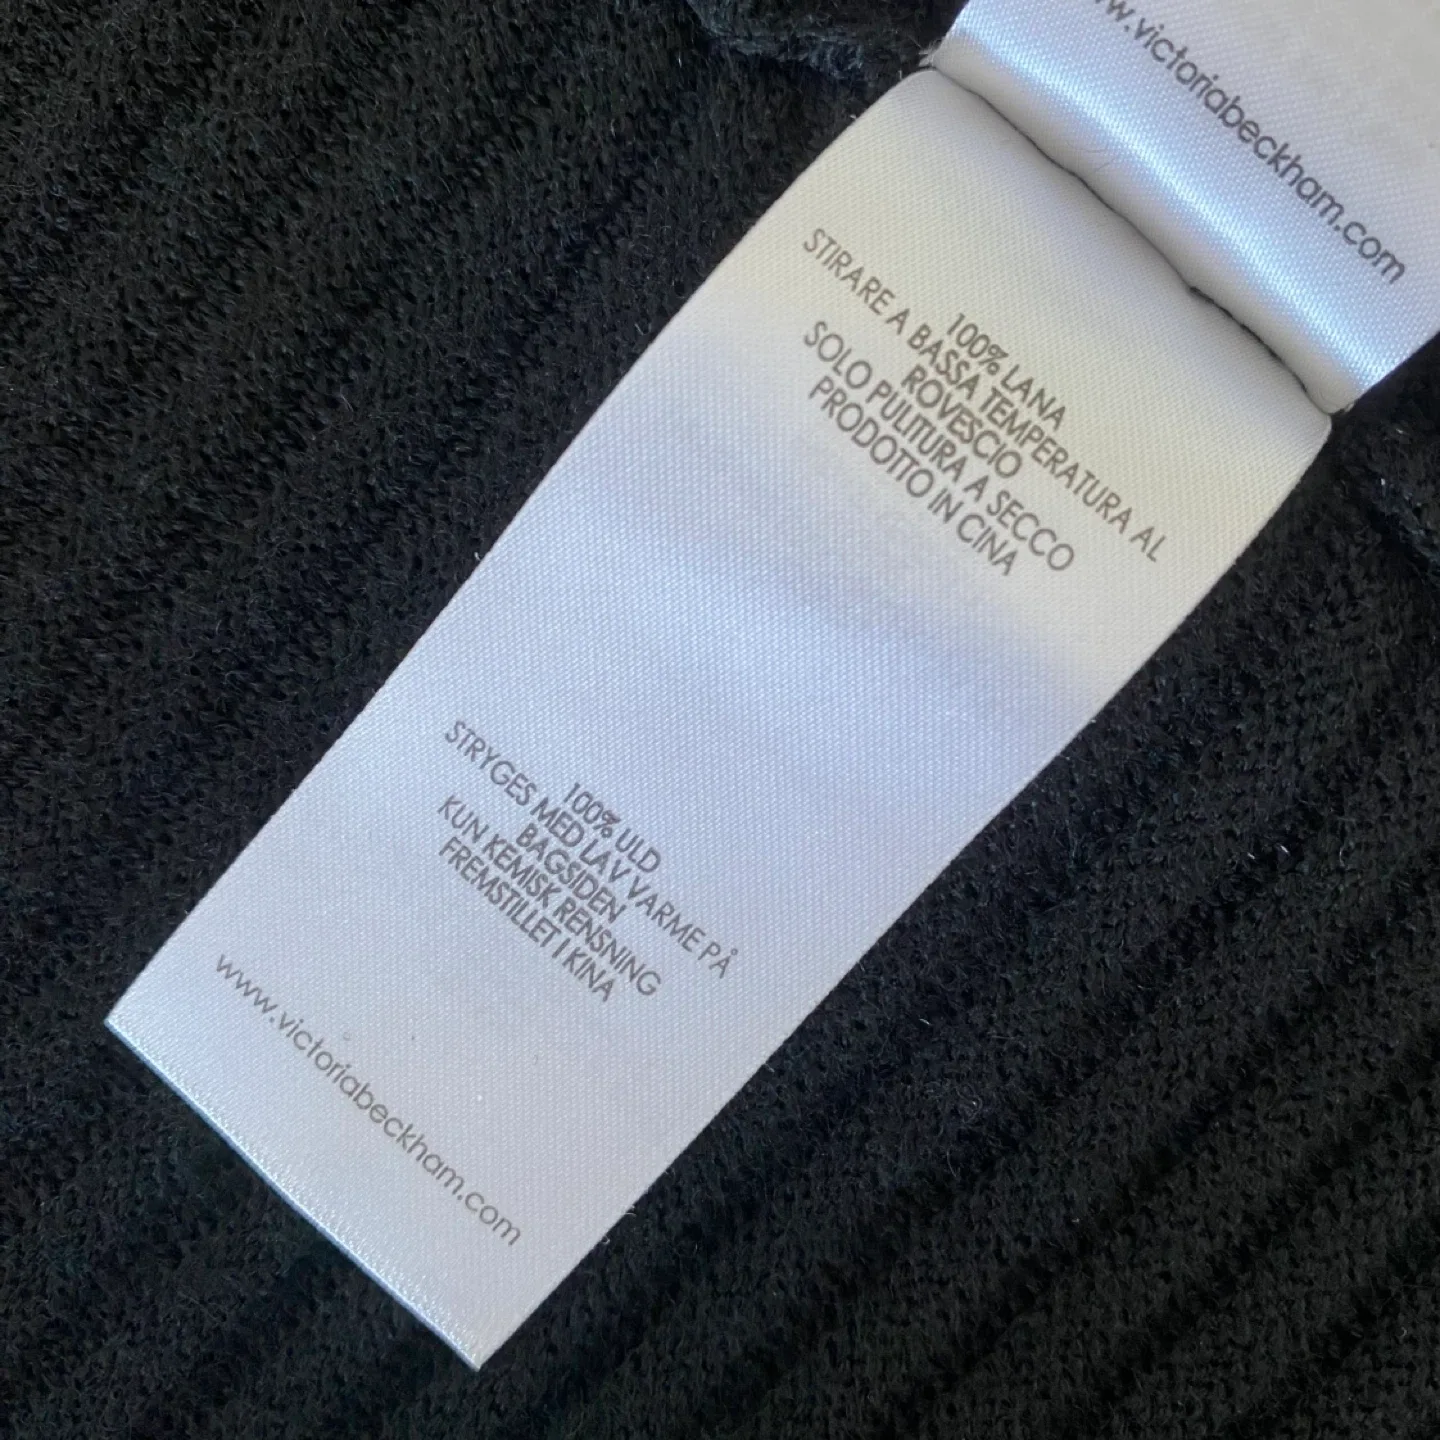 www.victoriabeckham.com
100% LANA
STIRARE A BASSA TEMPERATURA AL
ROVESCIO
SOLO PULITURA A SECCO
PRODOTTO IN CINA
100% ULD
STRYGES MED LAV VARME PÅ
BAGSIDEN
KUN KEMISK RENSNING
FREMSTILLET I KINA
www.victoriabeckham.com